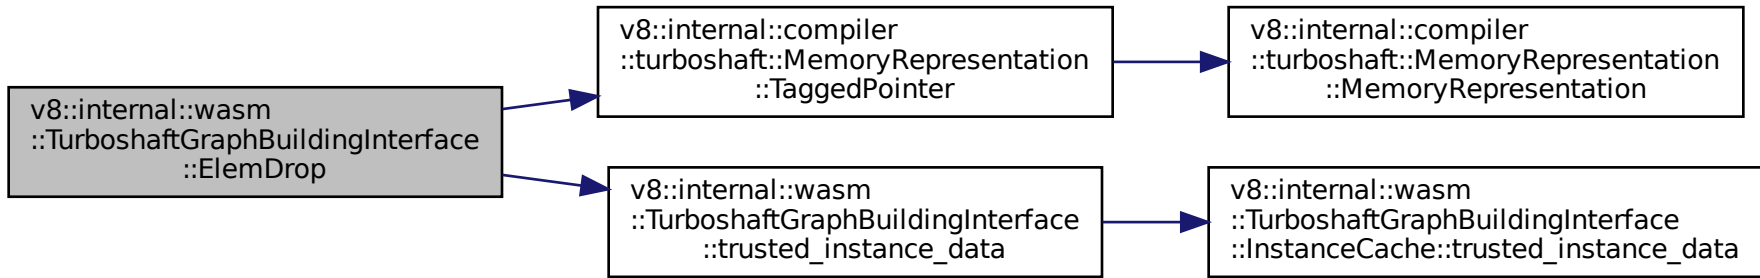 v8::internal::wasm
::TurboshaftGraphBuildingInterface
::ElemDrop
v8::internal::compiler
::turboshaft::MemoryRepresentation
::TaggedPointer
v8::internal::compiler
::turboshaft::MemoryRepresentation
::MemoryRepresentation
v8::internal::wasm
::TurboshaftGraphBuildingInterface
::trusted_instance_data
v8::internal::wasm
::TurboshaftGraphBuildingInterface
::InstanceCache::trusted_instance_data